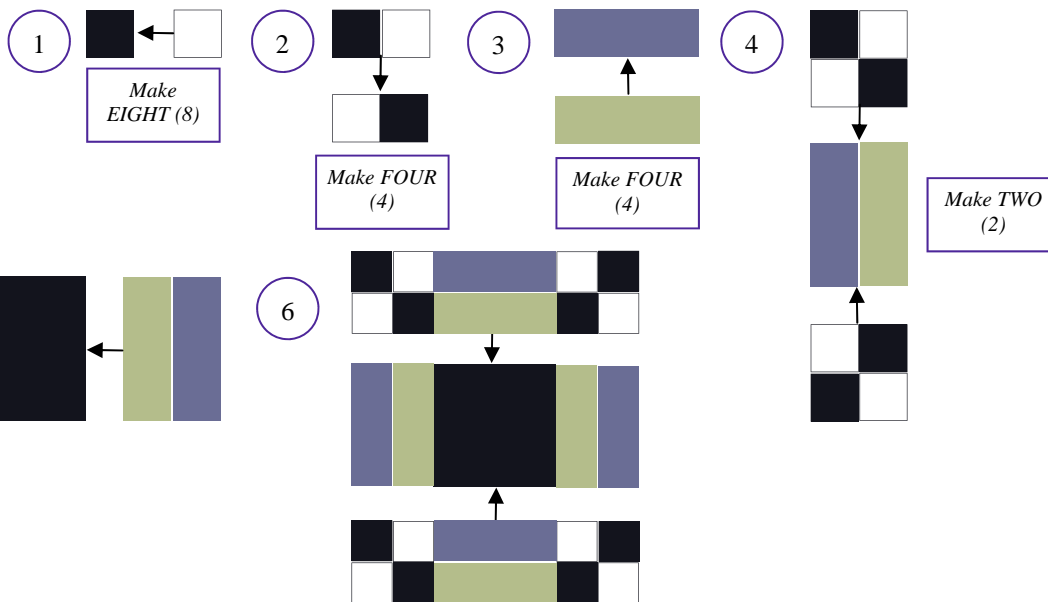 1
Make
EIGHT (8)
2
Make FOUR
(4)
3
Make FOUR
(4)
4
Make TWO
(2)
6